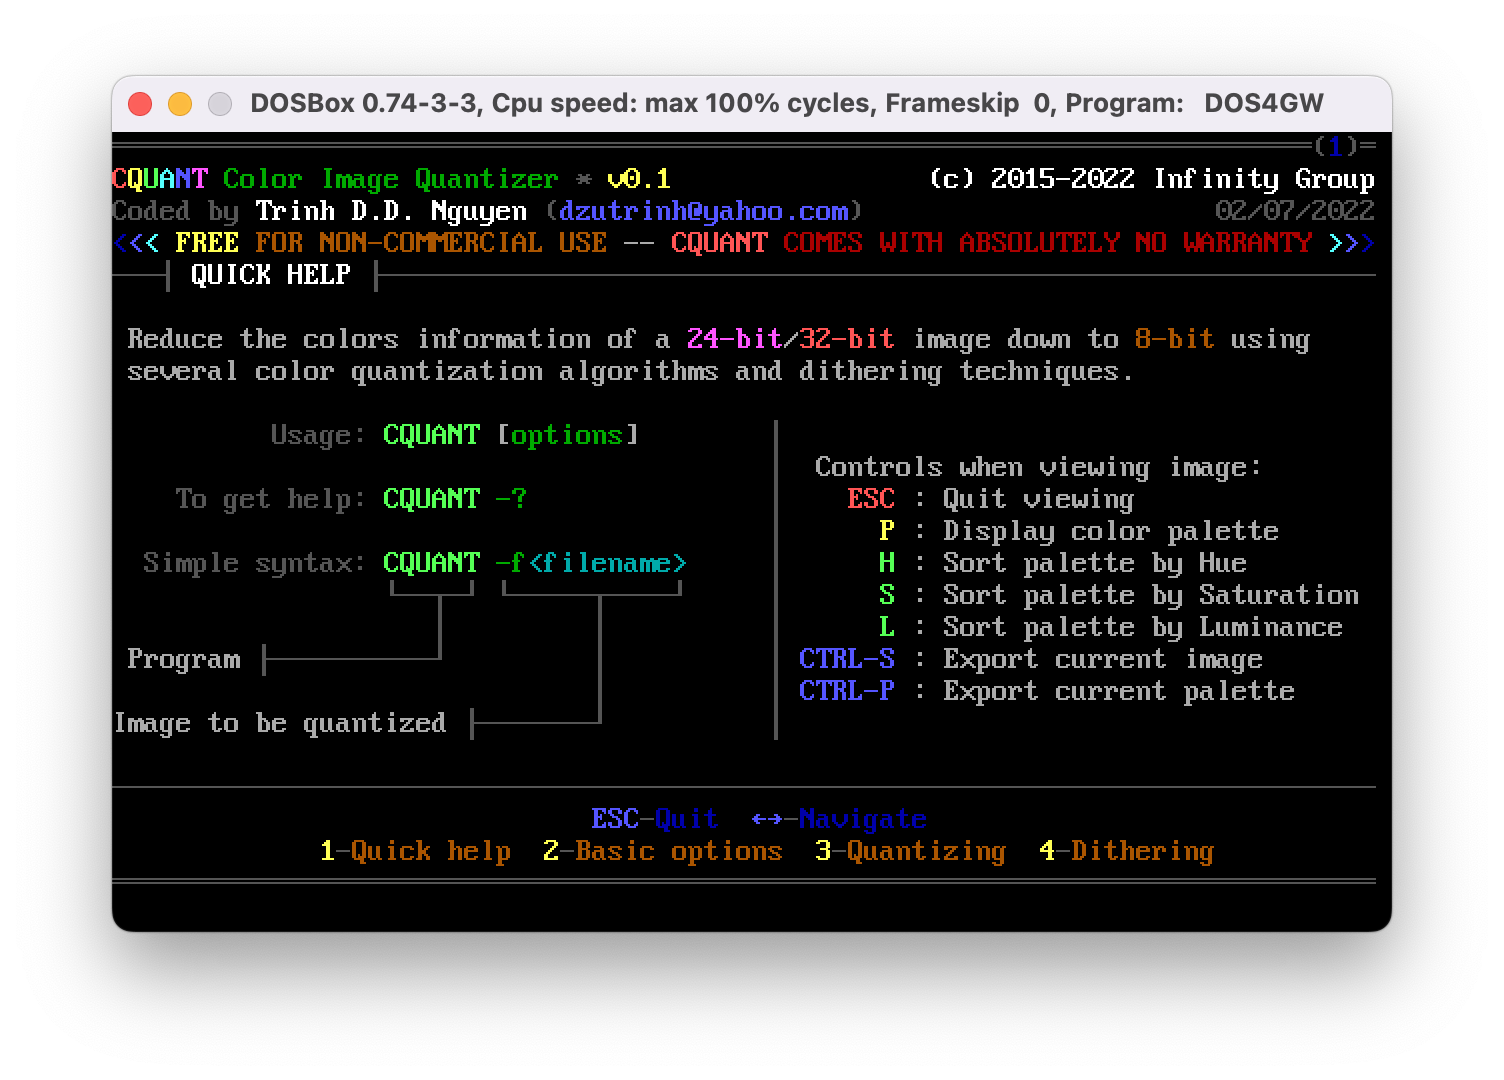 DOSBox 0.74-3-3, Cpu speed: max 100% cycles, Frameskip 0, Program: DOS4GW
(1)
CQUANT Color Image Quantizer * v0.1 (c) 2015-2022 Infinity Group
Coded by Trinh D.D. Nguyen (dzutrinh@yahoo.com) 02/07/2022
<<< FREE FOR NON-COMMERCIAL USE -- CQUANT COMES WITH ABSOLUTELY NO WARRANTY >>>
QUICK HELP
Reduce the colors information of a 24-bit/32-bit image down to 8-bit using
several color quantization algorithms and dithering techniques.
Usage: CQUANT [options]
To get help: CQUANT -?
Simple syntax: CQUANT -f<filename>
Program
Image to be quantized
Controls when viewing image:
ESC : Quit viewing
P : Display color palette
H : Sort palette by Hue
S : Sort palette by Saturation
L : Sort palette by Luminance
CTRL-S : Export current image
CTRL-P : Export current palette
ESC-Quit ↔-Navigate
1-Quick help 2-Basic options 3-Quantizing 4-Dithering